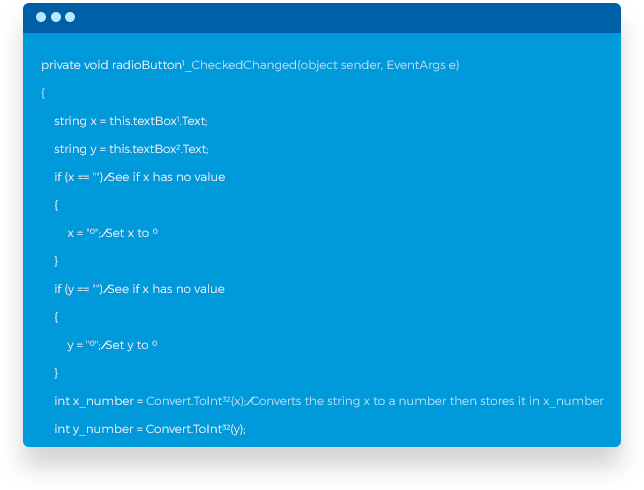 private void radioButton¹_CheckedChanged(object sender, EventArgs e)
{
string x = this.textBox¹.Text;
string y = this.textBox².Text;
if (x == "")//See if x has no value
{
x = "⁰";//Set x to ⁰
}
if (y == "")//See if x has no value
{
y = "⁰";//Set y to ⁰
}
int x_number = Convert.ToInt³²(x);//Converts the string x to a number then stores it in x_number
int y_number = Convert.ToInt³²(y);